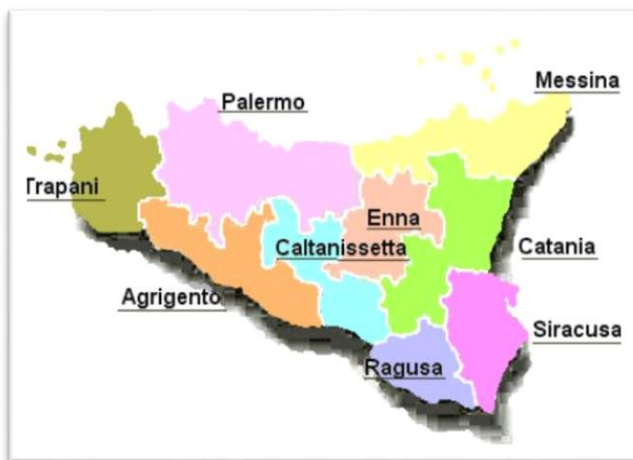 Messina
Palermo
Trapani
Enna
Caltanissetta
Catania
Agrigento
Siracusa
Ragusa